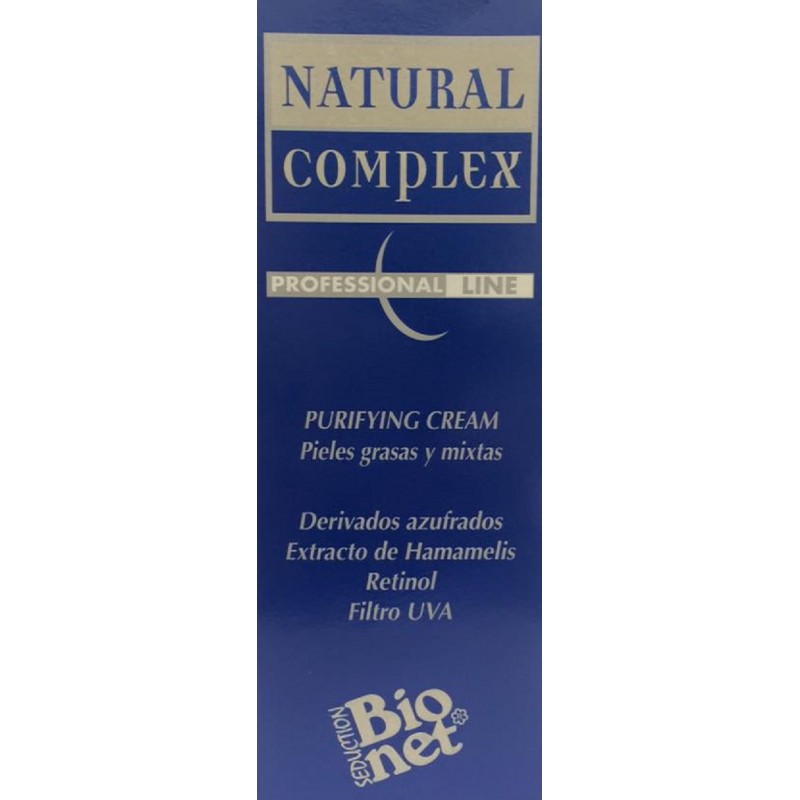 NATURAL
COMPLEX
PROFESSIONAL LINE
PURIFYING CREAM
Pieles grasas y mixtas
Derivados azufrados
Extracto de Hamamelis
Retinol
Filtro UVA
SEDUCTION
Bio
net